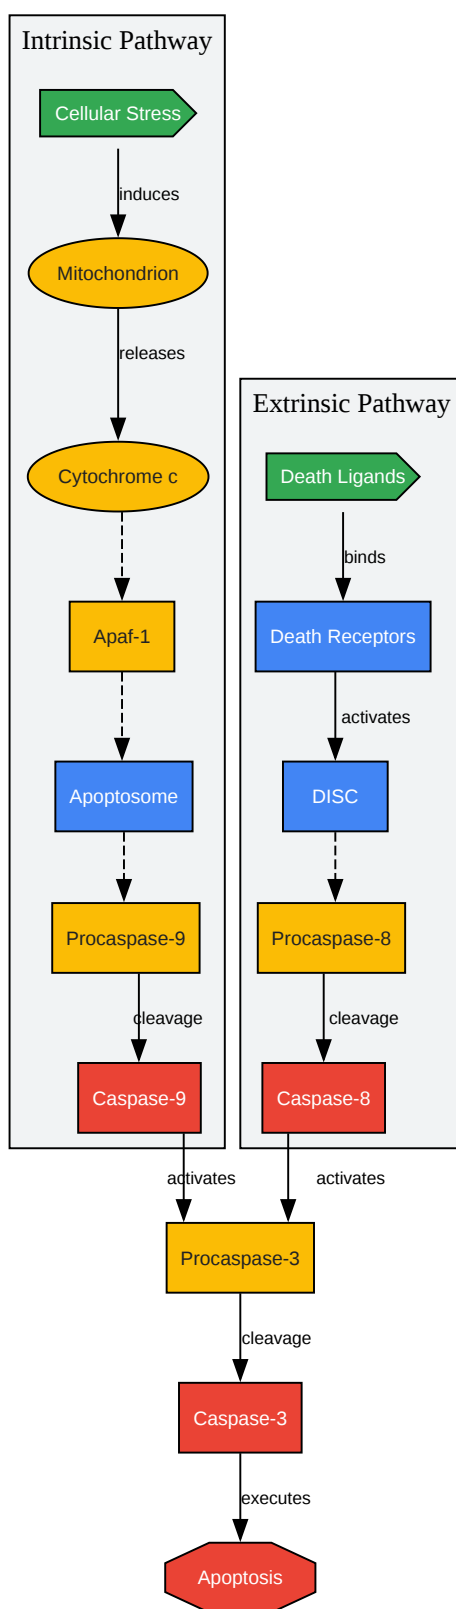 Intrinsic Pathway
Cellular Stress
induces
Mitochondrion
releases
Cytochrome c
Apaf-1
Apoptosome
Procaspase-9
cleavage
Caspase-9
activates
Extrinsic Pathway
Death Ligands
binds
Death Receptors
activates
DISC
Procaspase-8
cleavage
Caspase-8
activates
Procaspase-3
cleavage
Caspase-3
executes
Apoptosis